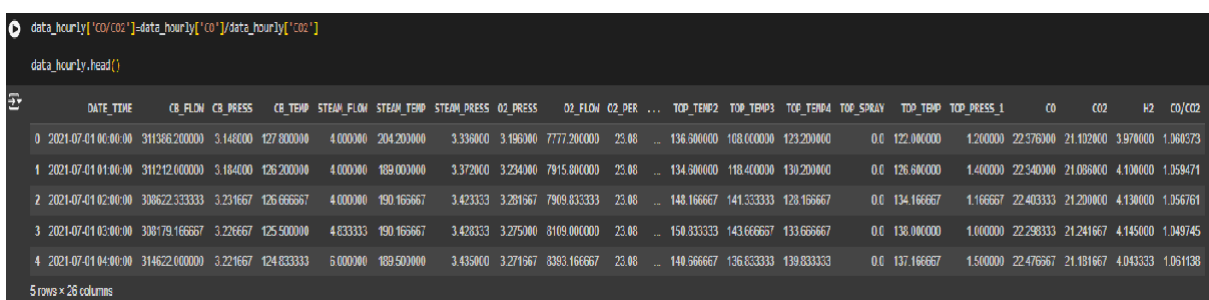 data_hourly['CO/CO2']=data_hourly['CO']/data_hourly['CO2']
data_hourly.head()
DATE_TIME CB_FLOW CB_PRESS CB_TEMP STEAM_FLOW STEAM_TEMP STEAM_PRESS O2_PRESS O2_FLOW O2_PER ... TOP_TEMP2 TOP_TEMP3 TOP_TEMP4 TOP_SPRAY TOP_TEMP TOP_PRESS_1 CO CO2 H2 CO/CO2
0 2021-07-01 00:00:00 311386.200000 3.148000 127.800000 4.000000 204.200000 3.336000 3.196000 7777.200000 23.08 ... 136.600000 108.000000 123.200000 0.0 122.000000 1.200000 22.376000 21.102000 3.970000 1.060373
1 2021-07-01 01:00:00 311212.000000 3.184000 126.200000 4.000000 189.000000 3.372000 3.234000 7915.800000 23.08 ... 134.600000 118.400000 130.200000 0.0 126.600000 1.400000 22.340000 21.086000 4.100000 1.059471
2 2021-07-01 02:00:00 308622.333333 3.231667 126.666667 4.000000 190.166667 3.423333 3.281667 7909.833333 23.08 ... 148.166667 141.333333 128.166667 0.0 134.166667 1.166667 22.403333 21.200000 4.130000 1.056761
3 2021-07-01 03:00:00 308179.166667 3.226667 125.500000 4.833333 190.166667 3.428333 3.275000 8109.000000 23.08 ... 150.833333 143.666667 133.666667 0.0 138.000000 1.000000 22.298333 21.241667 4.145000 1.049745
4 2021-07-01 04:00:00 314622.000000 3.221667 124.833333 6.000000 189.500000 3.435000 3.271667 8393.166667 23.08 ... 140.666667 136.833333 139.833333 0.0 137.166667 1.500000 22.476667 21.181667 4.043333 1.061138
5 rows × 26 columns